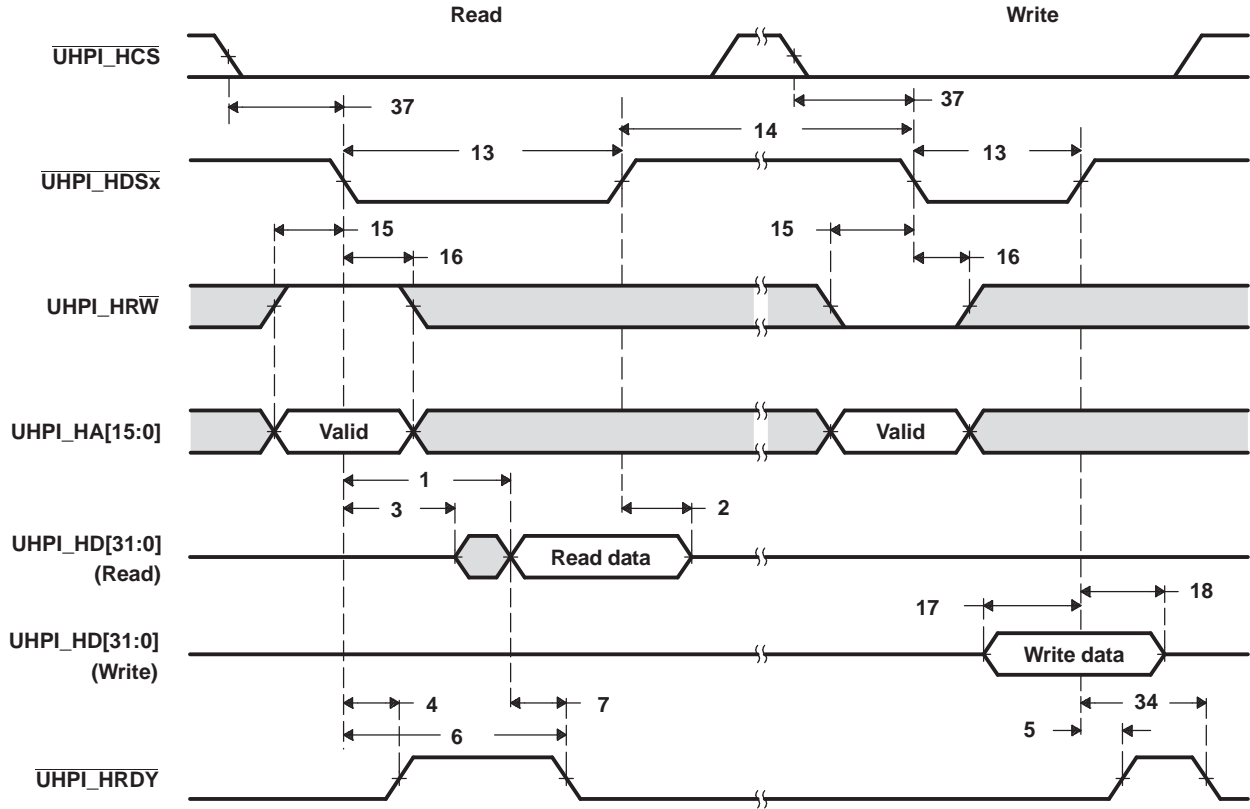 Read Write
UHPI_HCS
37 37
14
13 13
UHPI_HDSx
15 15
16 16
UHPI_HRW
UHPI_HA[15:0] Valid Valid
1
3 2
UHPI_HD[31:0]
(Read)
Read data
18
17
UHPI_HD[31:0]
(Write)
Write data
4 7 34
6 5
UHPI_HRDY